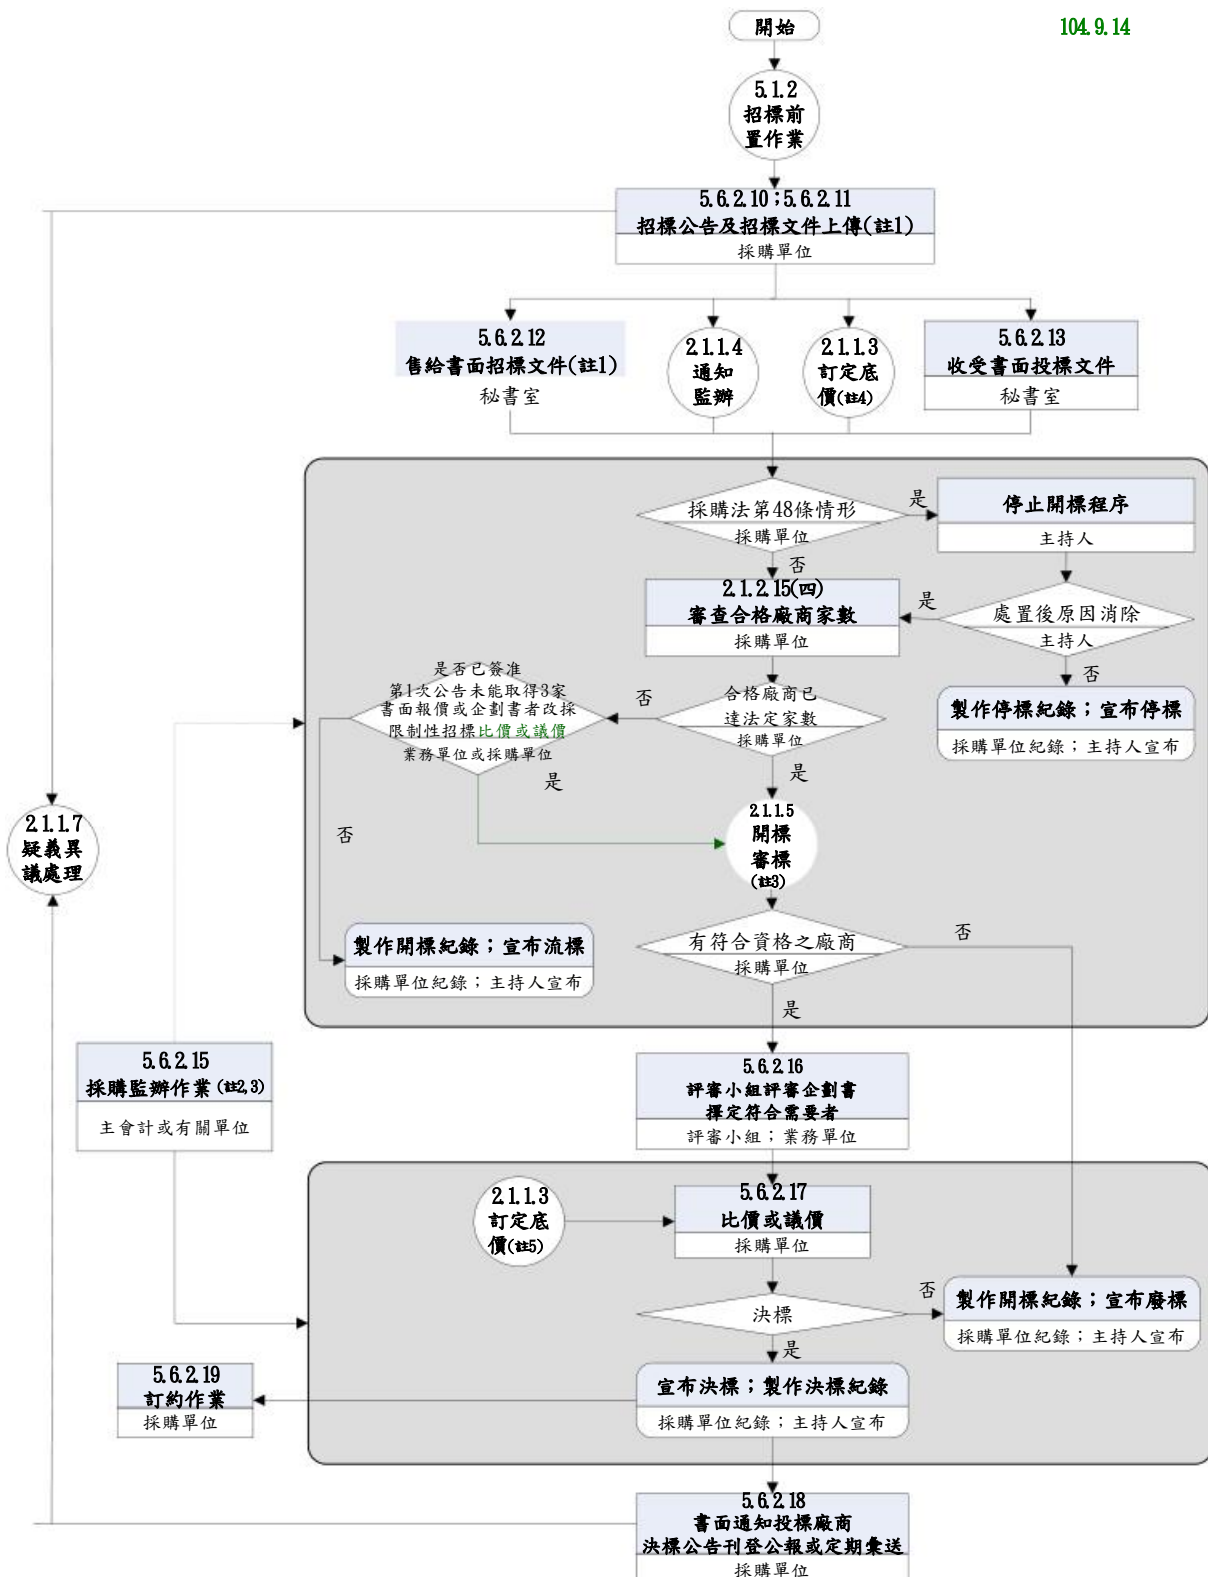 開始
104.9.14
5.1.2
招標前
置作業
5.6.2.10；5.6.2.11
招標公告及招標文件上傳(註1)
採購單位
5.6.2.12
售給書面招標文件(註1)
秘書室
2.1.1.4
通知
監辦
2.1.1.3
訂定底
價(註4)
5.6.2.13
收受書面投標文件
秘書室
採購法第48條情形
採購單位
是
停止開標程序
主持人
否
2.1.2.15(四)
審查合格廠商家數
採購單位
是
處置後原因消除
主持人
否
製作停標紀錄；宣布停標
採購單位紀錄；主持人宣布
是否已簽准
第1次公告未能取得3家
書面報價或企劃書者改採
限制性招標比價或議價
業務單位或採購單位
否
合格廠商已
達法定家數
採購單位
是
是
否
2.1.1.5
開標
審標
(註3)
2.1.1.7
疑義異
議處理
製作開標紀錄；宣布流標
採購單位紀錄；主持人宣布
有符合資格之廠商
採購單位
否
是
5.6.2.15
採購監辦作業(註2,3)
主會計或有關單位
5.6.2.16
評審小組評審企劃書
擇定符合需要者
評審小組；業務單位
2.1.1.3
訂定底
價(註5)
5.6.2.17
比價或議價
採購單位
決標
否
製作開標紀錄；宣布廢標
採購單位紀錄；主持人宣布
是
宣布決標；製作決標紀錄
採購單位紀錄；主持人宣布
5.6.2.19
訂約作業
採購單位
5.6.2.18
書面通知投標廠商
決標公告刊登公報或定期彙送
採購單位